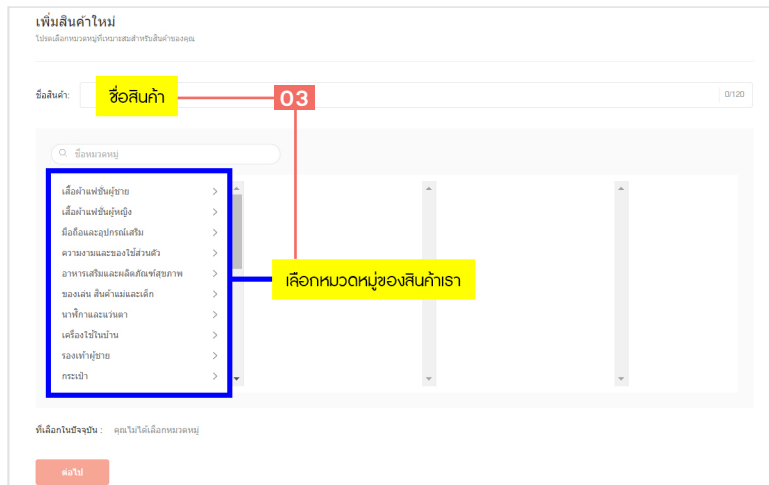 เพิ่มสินค้าใหม่
โปรดเลือกหมวดหมู่ที่เหมาะสมสำหรับสินค้าของคุณ
ชื่อสินค้า: ชื่อสินค้า 03 0/120
ชื่อหมวดหมู่
เสื้อผ้าแฟชั่นผู้ชาย
เสื้อผ้าแฟชั่นผู้หญิง
มือถือและอุปกรณ์เสริม
ความงามและของใช้ส่วนตัว
อาหารเสริมและผลิตภัณฑ์สุขภาพ
เลือกหมวดหมู่ของสินค้าเรา
ของเล่น สินค้าแม่และเด็ก
นาฬิกาและแว่นตา
เครื่องใช้ในบ้าน
รองเท้าผู้ชาย
กระเป๋า
ที่เลือกในปัจจุบัน : คุณไม่ได้เลือกหมวดหมู่
ต่อไป